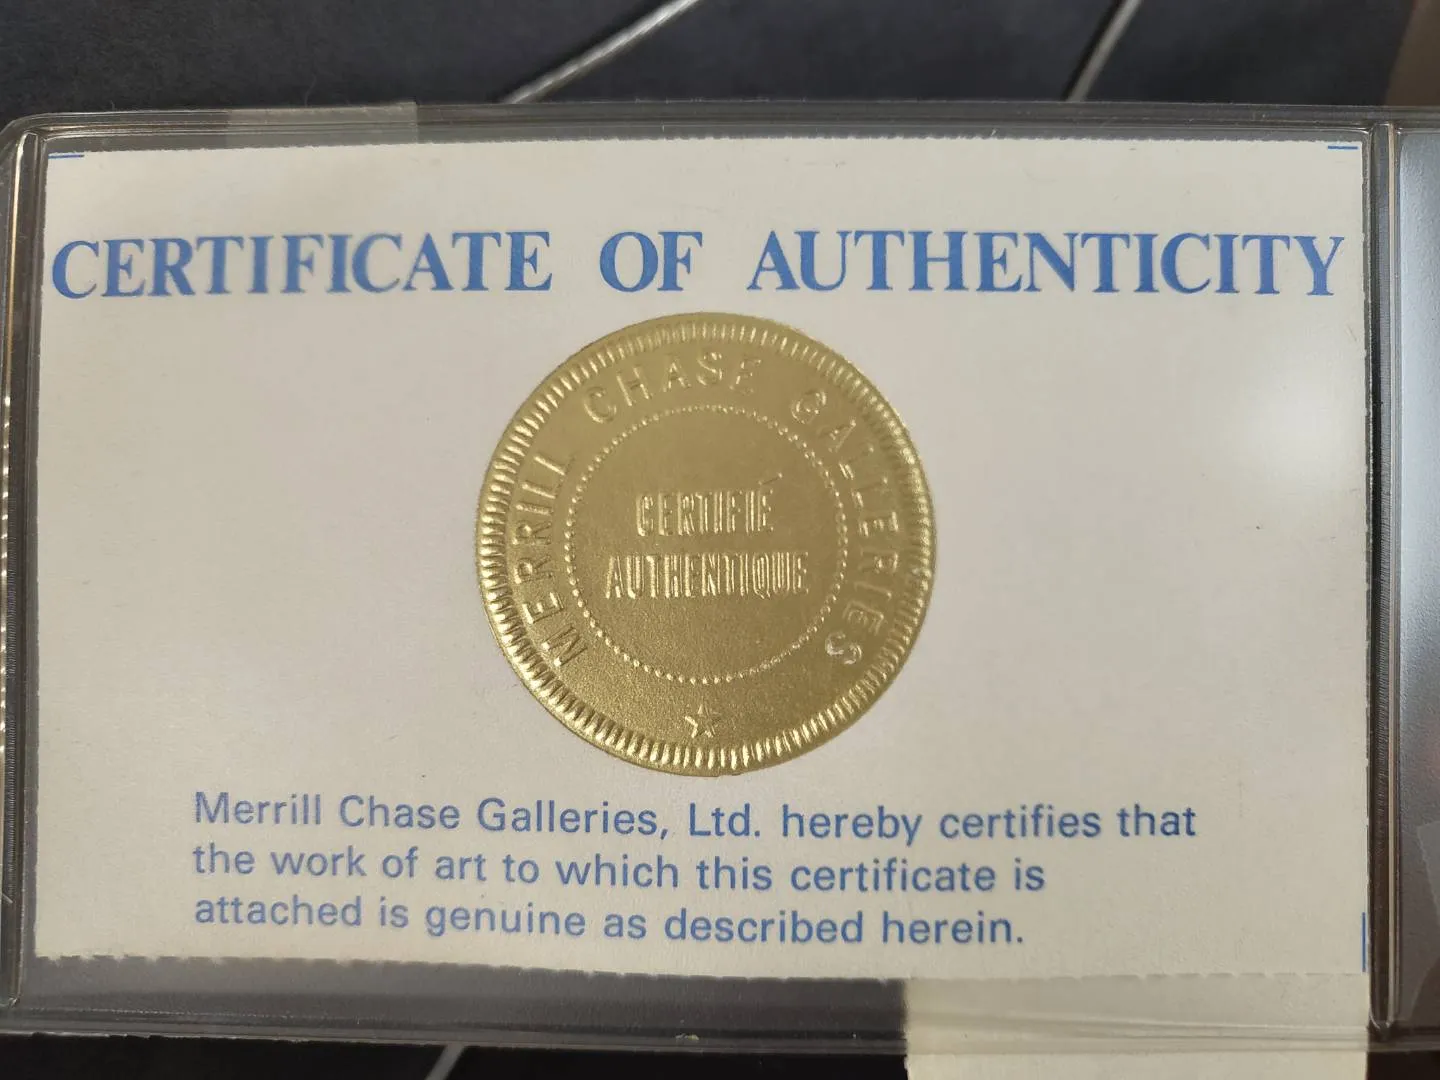 CERTIFICATE OF AUTHENTICITY
MERRILL CHASE GALLERIES
CERTIFIÉ
AUTHENTIQUE
Merrill Chase Galleries, Ltd. hereby certifies that
the work of art to which this certificate is
attached is genuine as described herein.